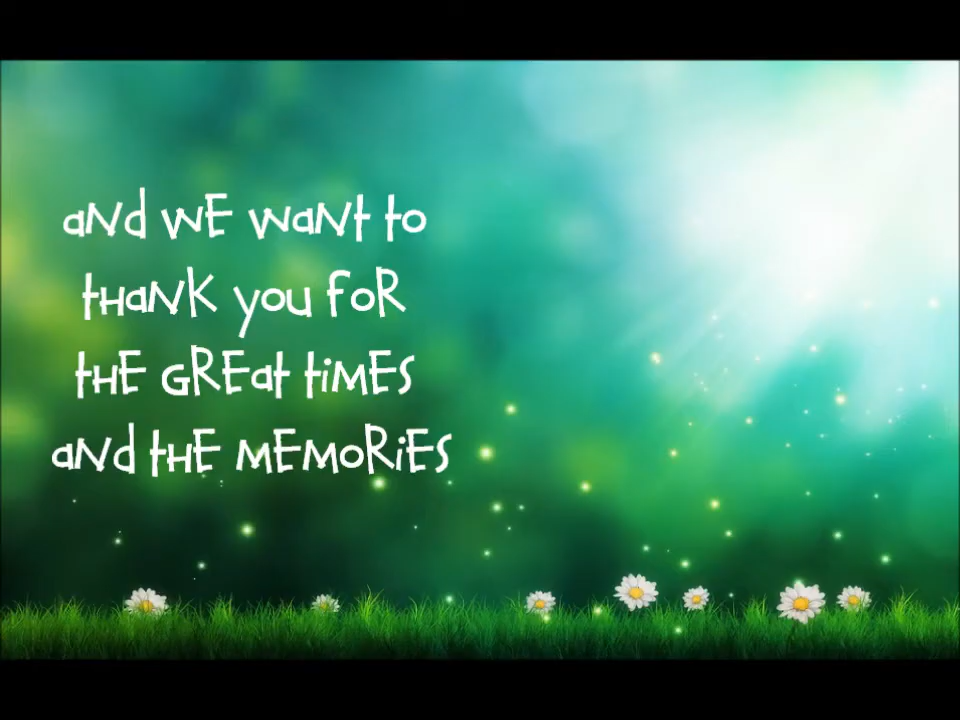 and we want to
thank you for
the great times
and the memories